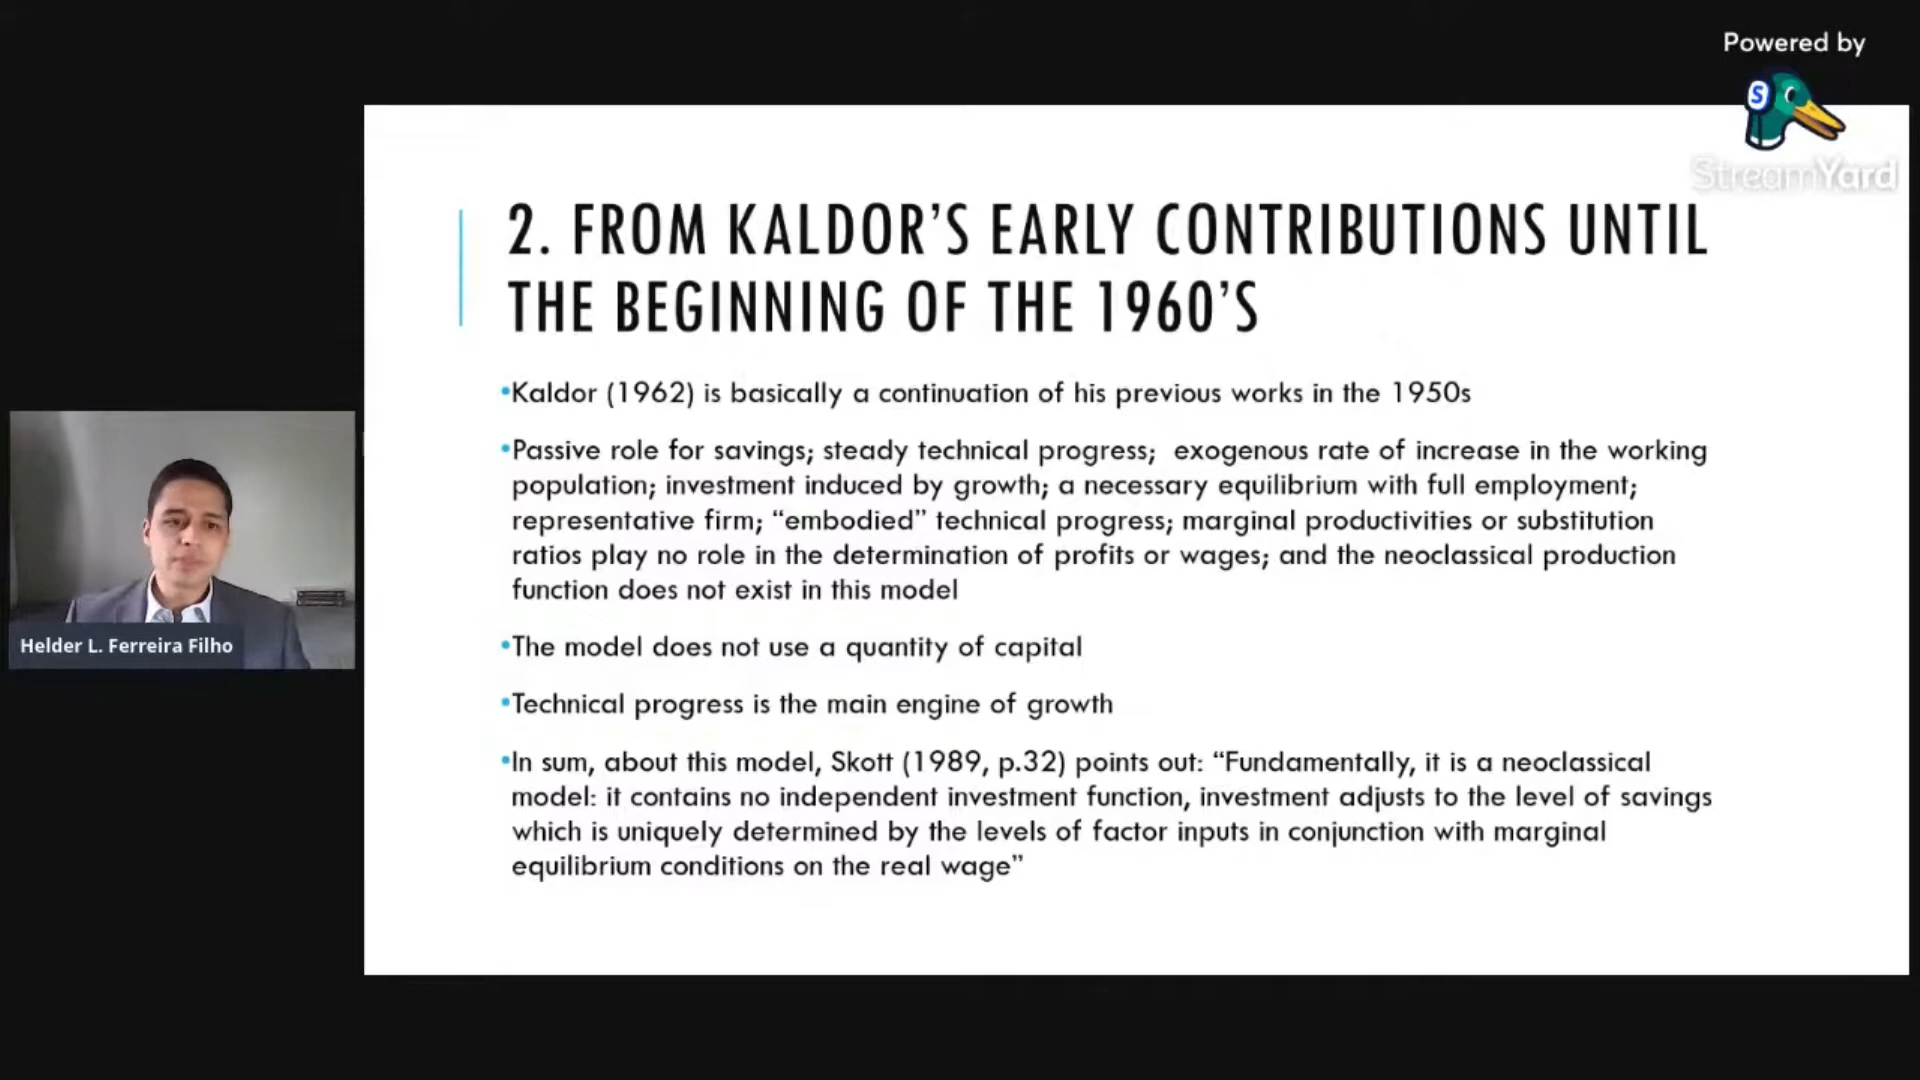 Powered by
S
StreamYard
2. FROM KALDOR’S EARLY CONTRIBUTIONS UNTIL
THE BEGINNING OF THE 1960’S
•Kaldor (1962) is basically a continuation of his previous works in the 1950s
•Passive role for savings; steady technical progress;  exogenous rate of increase in the working
population; investment induced by growth; a necessary equilibrium with full employment;
representative firm; “embodied” technical progress; marginal productivities or substitution
ratios play no role in the determination of profits or wages; and the neoclassical production
function does not exist in this model
•The model does not use a quantity of capital
•Technical progress is the main engine of growth
•In sum, about this model, Skott (1989, p.32) points out: “Fundamentally, it is a neoclassical
model: it contains no independent investment function, investment adjusts to the level of savings
which is uniquely determined by the levels of factor inputs in conjunction with marginal
equilibrium conditions on the real wage”
Helder L. Ferreira Filho